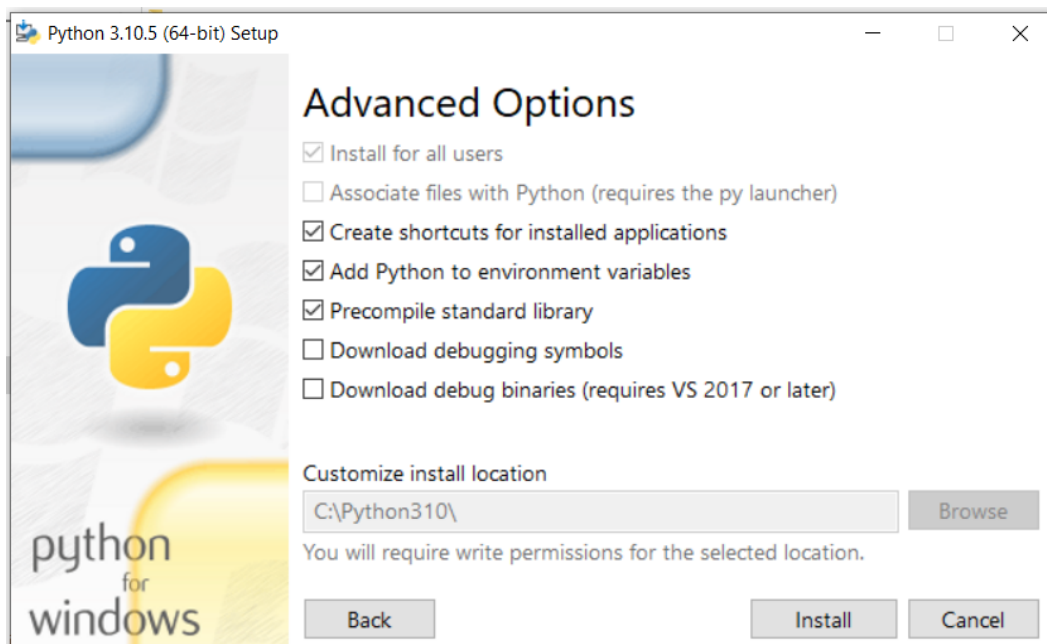 Python 3.10.5 (64-bit) Setup
Advanced Options
Install for all users
Associate files with Python (requires the py launcher)
Create shortcuts for installed applications
Add Python to environment variables
Precompile standard library
Download debugging symbols
Download debug binaries (requires VS 2017 or later)
Customize install location
C:\Python310\
Browse
You will require write permissions for the selected location.
python
for
windows
Back
Install
Cancel